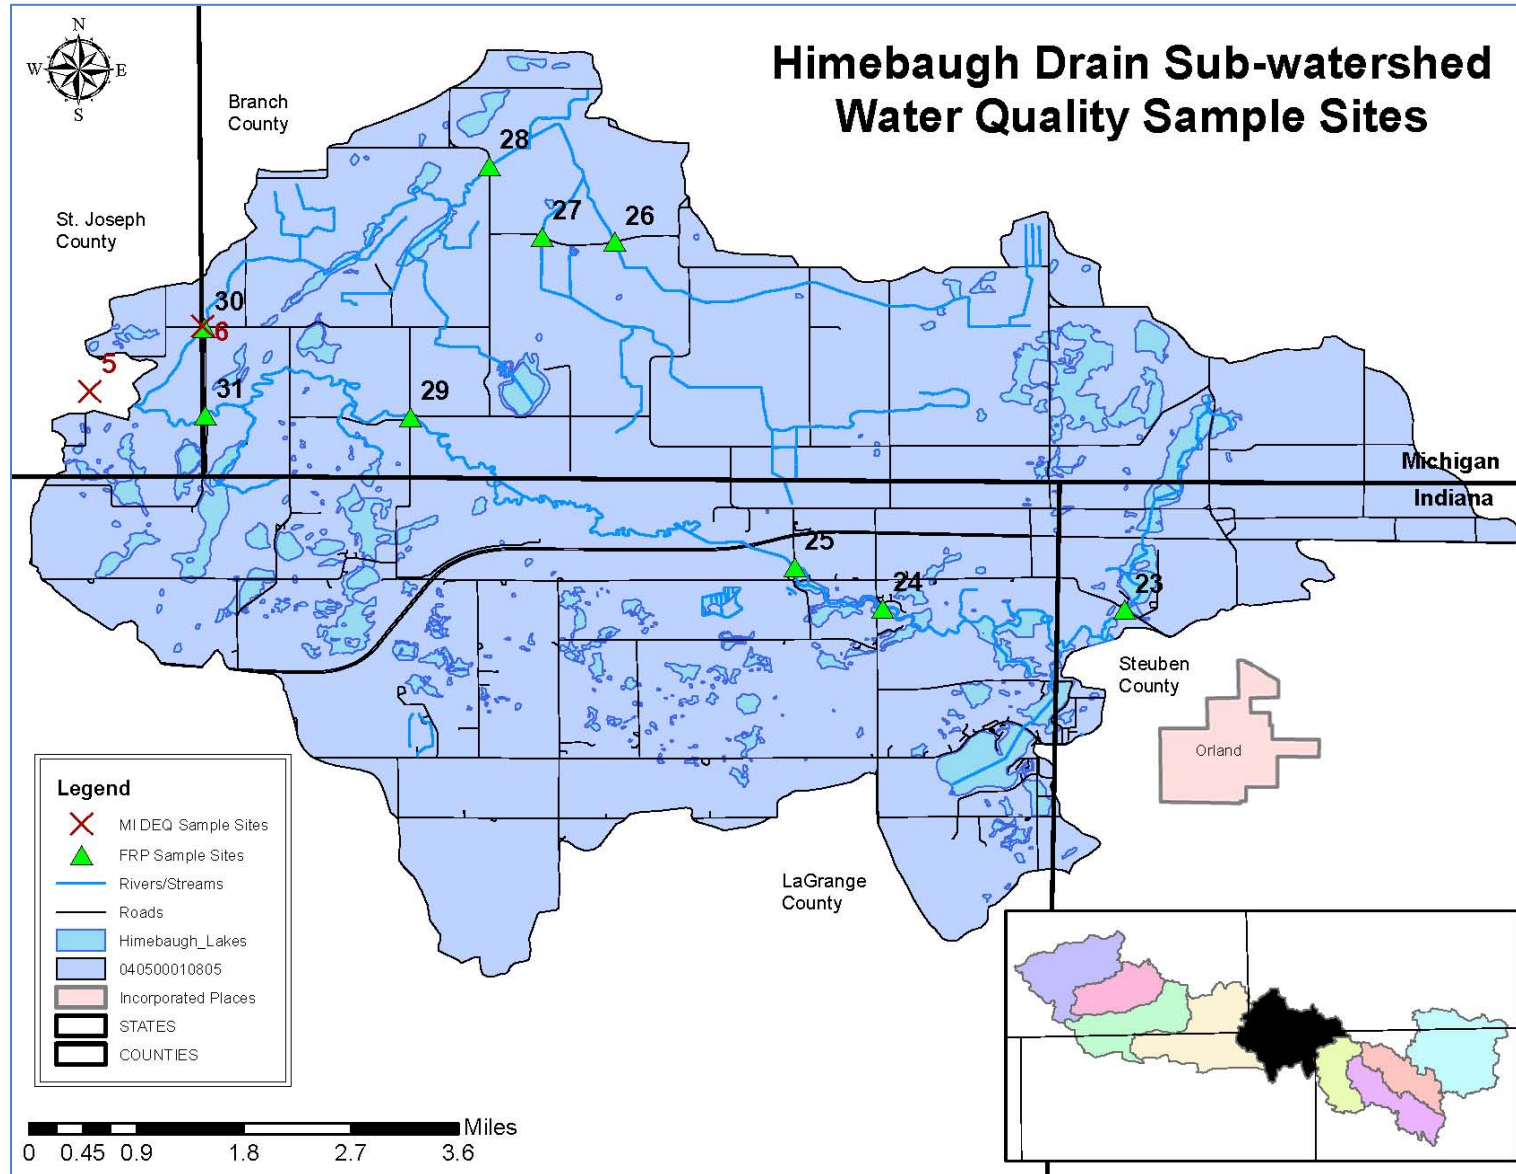 Himebaugh Drain Sub-watershed
Water Quality Sample Sites
N
W
E
S
Branch
County
St. Joseph
County
28
27
26
30
6
5
31
29
Michigan
Indiana
25
24
23
Steuben
County
Orland
LaGrange
County
Legend
MI DEQ Sample Sites
FRP Sample Sites
Rivers/Streams
Roads
Himebaugh_Lakes
040500010805
Incorporated Places
STATES
COUNTIES
Miles
0 0.45 0.9 1.8 2.7 3.6